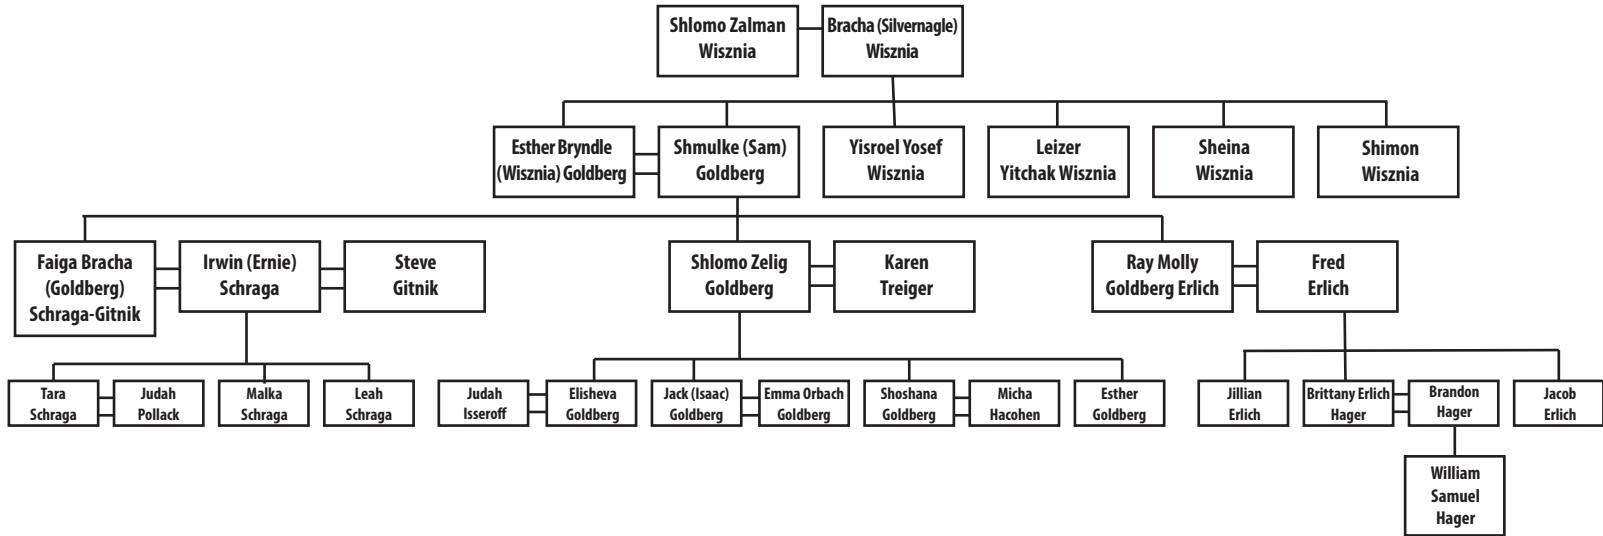 Shlomo Zalman
Wisznia
Bracha (Silvernagle)
Wisznia
Esther Bryndle
(Wisznia) Goldberg
Shmulke (Sam)
Goldberg
Yisroel Yosef
Wisznia
Leizer
Yitchak Wisznia
Sheina
Wisznia
Shimon
Wisznia
Faiga Bracha
(Goldberg)
Schraga-Gitnik
Irwin (Ernie)
Schraga
Steve
Gitnik
Shlomo Zelig
Goldberg
Karen
Treiger
Ray Molly
Goldberg Erlich
Fred
Erlich
Tara
Schraga
Judah
Pollack
Malka
Schraga
Leah
Schraga
Judah
Isseroff
Elisheva
Goldberg
Jack (Isaac)
Goldberg
Emma Orbach
Goldberg
Shoshana
Goldberg
Micha
Hacohen
Esther
Goldberg
Jillian
Erlich
Brittany Erlich
Hager
Brandon
Hager
Jacob
Erlich
William
Samuel
Hager